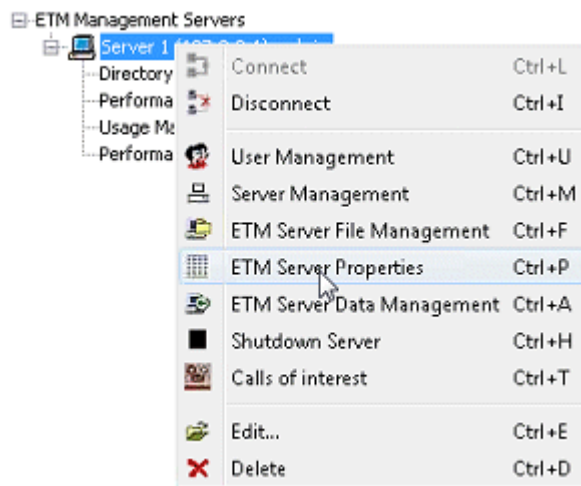 ETM Management Servers
Server 1
Directory
Connect Ctrl+L
Performa
Disconnect Ctrl+I
Usage Ma
Performa
User Management Ctrl+U
Server Management Ctrl+M
ETM Server File Management Ctrl+F
ETM Server Properties Ctrl+P
ETM Server Data Management Ctrl+A
Shutdown Server Ctrl+H
Calls of interest Ctrl+T
Edit... Ctrl+E
Delete Ctrl+D